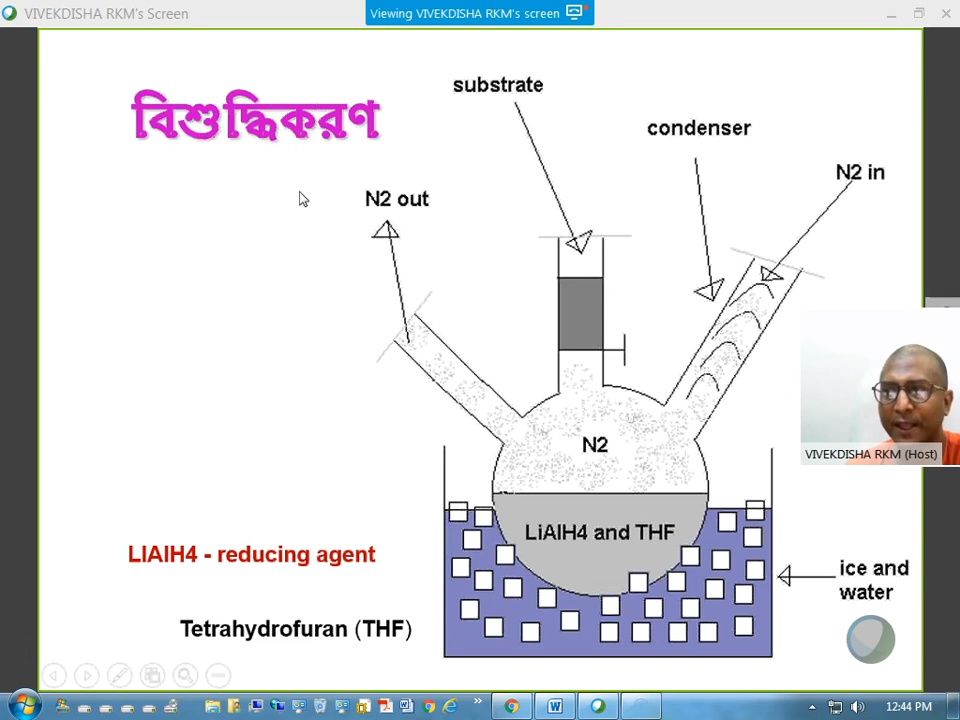 VIVEKDISHA RKM's Screen
Viewing VIVEKDISHA RKM's screen
substrate
বিশুদ্ধিকরণ
condenser
N2 in
N2 out
N2
VIVEKDISHA RKM (Host)
LiAlH4 and THF
LIAIH4 - reducing agent
ice and
water
Tetrahydrofuran (THF)
12:44 PM